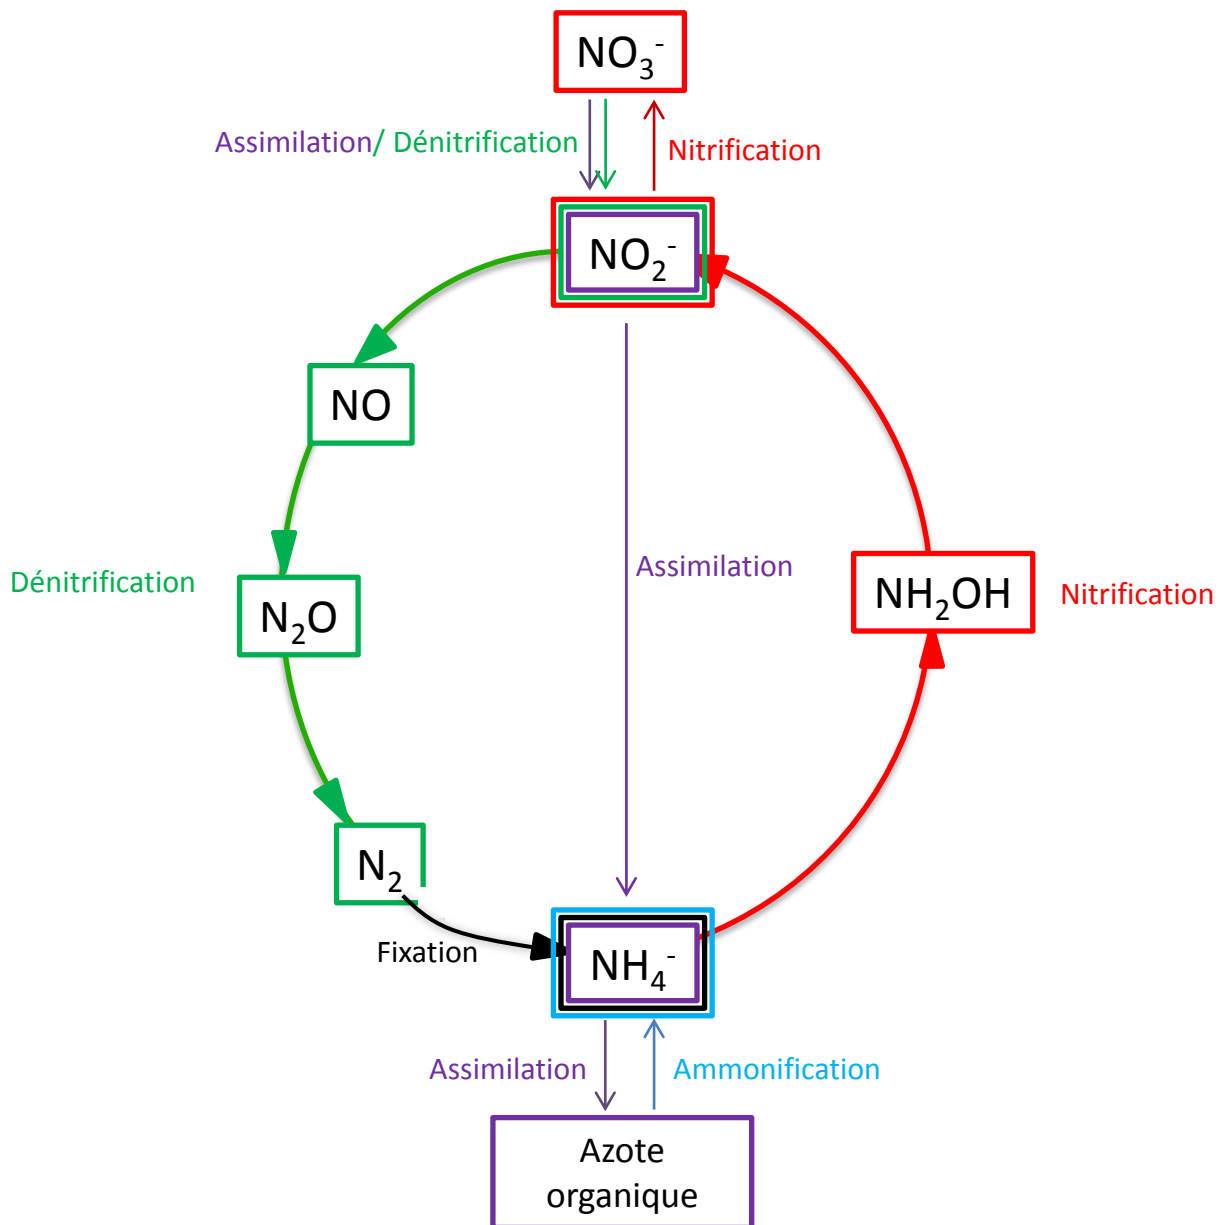 NO₃⁻
Assimilation/ Dénitrification
Nitrification
NO₂⁻
NO
Assimilation
Dénitrification
N₂O
NH₂OH
Nitrification
N₂
Fixation
NH₄⁻
Assimilation
Ammonification
Azote
organique